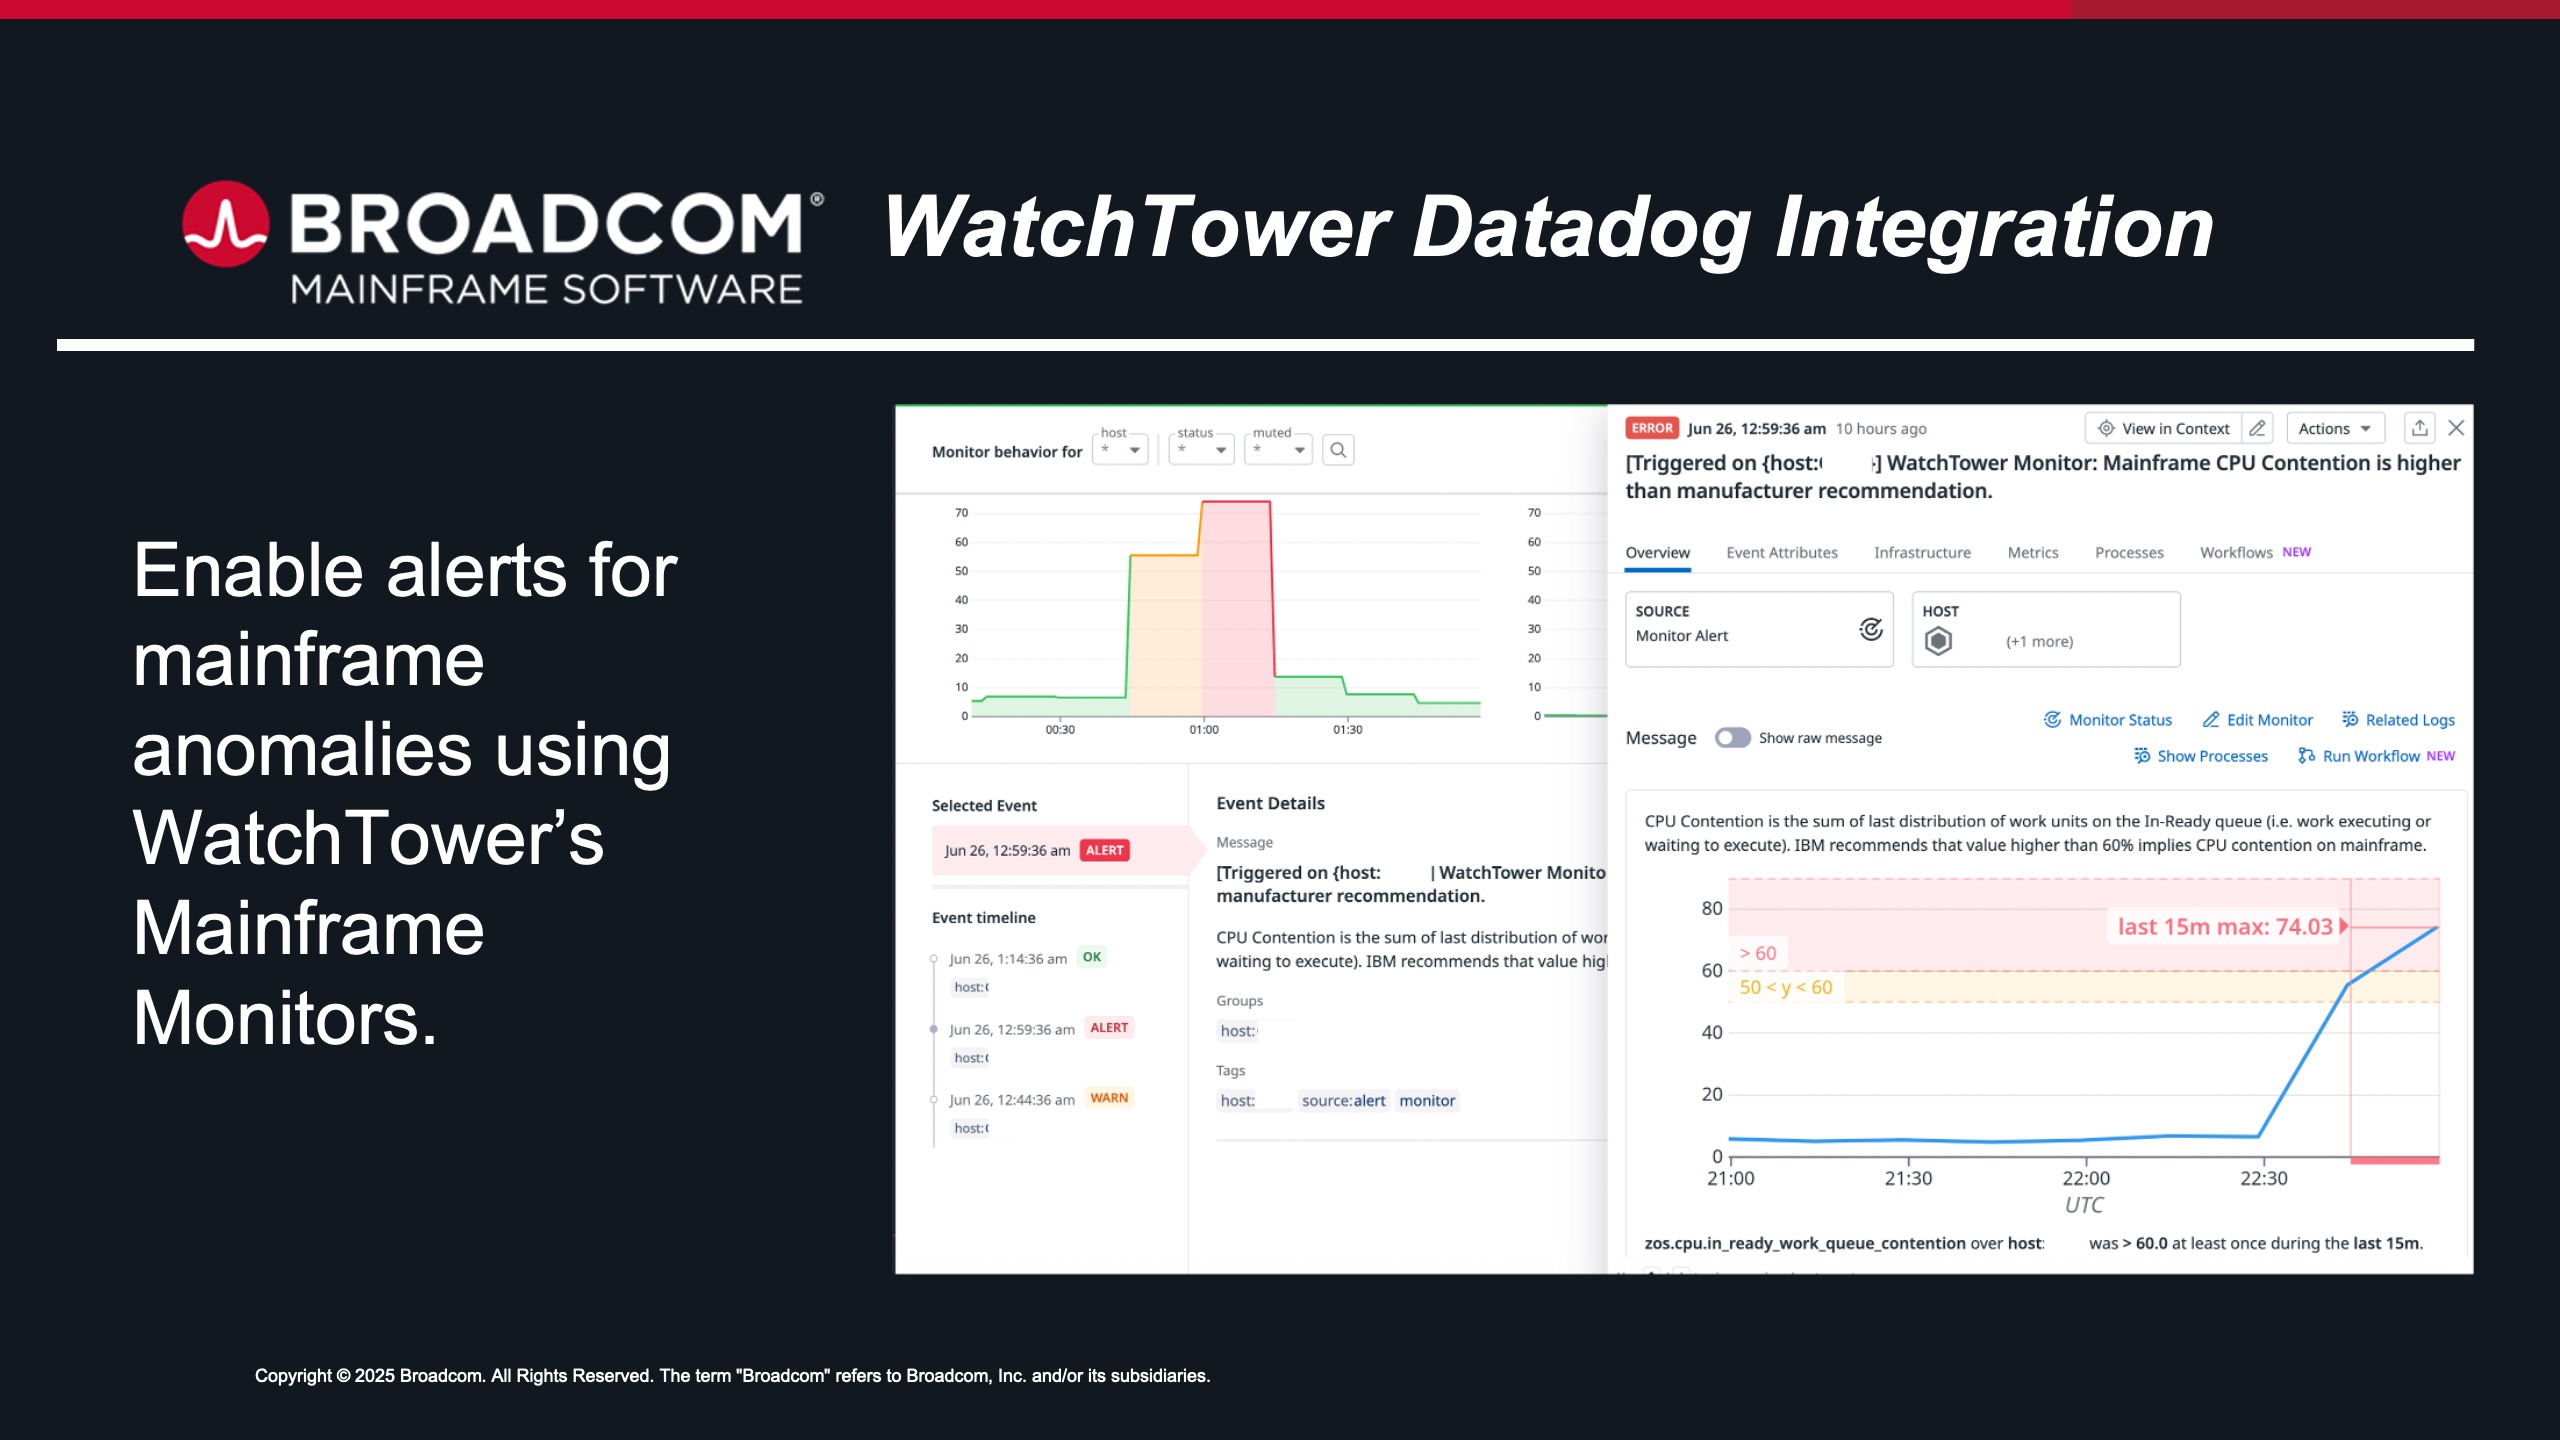 BROADCOM®
MAINFRAME SOFTWARE
WatchTower Datadog Integration
Enable alerts for
mainframe
anomalies using
WatchTower’s
Mainframe
Monitors.
Monitor behavior for
host
*
status
*
muted
*
70
60
50
40
30
20
10
0
00:30
01:00
01:30
70
60
50
40
30
20
10
0
Selected Event
Jun 26, 12:59:36 am ALERT
Event timeline
Jun 26, 1:14:36 am OK
host:
Jun 26, 12:59:36 am ALERT
host:
Jun 26, 12:44:36 am WARN
host:
Event Details
Message
[Triggered on {host: | WatchTower Monito
manufacturer recommendation.
CPU Contention is the sum of last distribution of wor
waiting to execute). IBM recommends that value hig
Groups
host:
Tags
host: source:alert monitor
ERROR Jun 26, 12:59:36 am 10 hours ago
View in Context
Actions
[Triggered on {host: ] WatchTower Monitor: Mainframe CPU Contention is higher
than manufacturer recommendation.
Overview Event Attributes Infrastructure Metrics Processes Workflows NEW
SOURCE
Monitor Alert
HOST
(+1 more)
Message Show raw message
Monitor Status Edit Monitor Related Logs
Show Processes Run Workflow NEW
CPU Contention is the sum of last distribution of work units on the In-Ready queue (i.e. work executing or
waiting to execute). IBM recommends that value higher than 60% implies CPU contention on mainframe.
80
60
40
20
0
last 15m max: 74.03
> 60
50 < y < 60
21:00
21:30
22:00
22:30
UTC
zos.cpu.in_ready_work_queue_contention over host: was > 60.0 at least once during the last 15m.
Copyright © 2025 Broadcom. All Rights Reserved. The term "Broadcom" refers to Broadcom, Inc. and/or its subsidiaries.